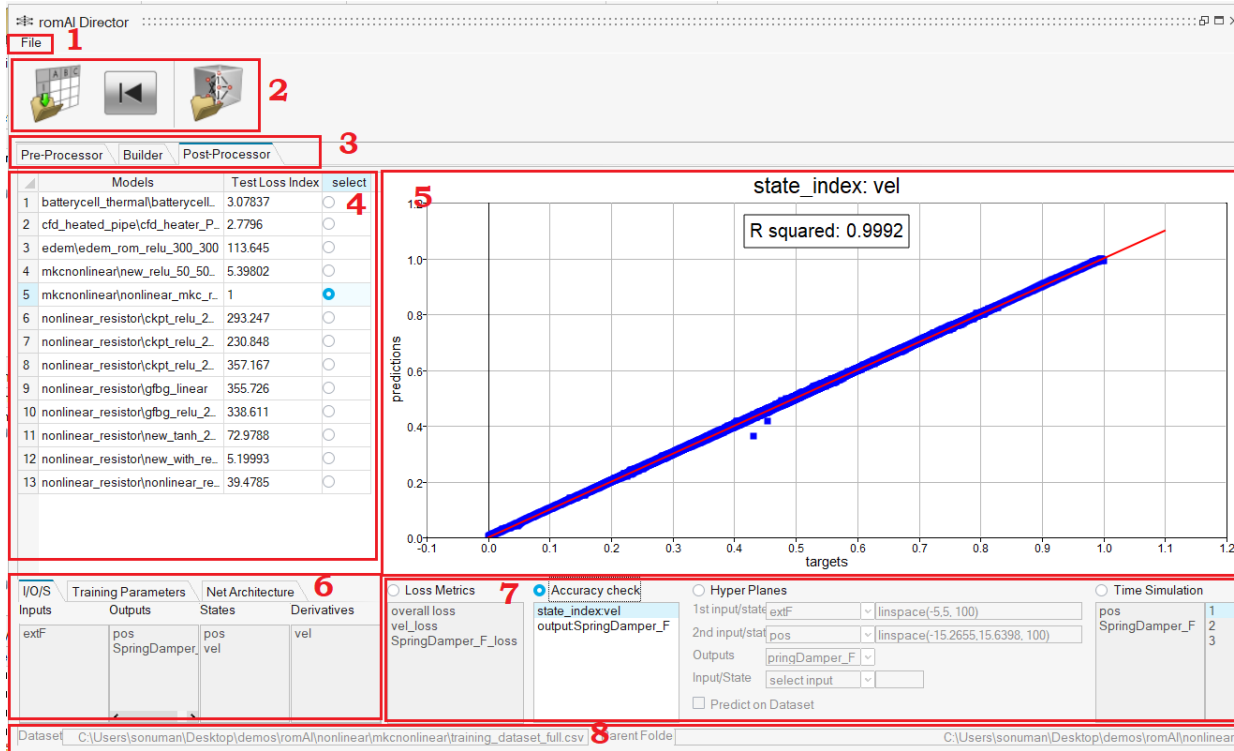 romAI Director
File
1
2
3
Pre-Processor Builder Post-Processor
Models Test Loss Index select
1 batterycell_thermal\batterycell... 3.07837
4
2 cfd_heated_pipe\cfd_heater_P... 2.7796
3 edem\edem_rom_relu_300_300 113.645
4 mkcnonlinear\new_relu_50_50... 5.39802
5 mkcnonlinear\nonlinear_mkc_r... 1
6 nonlinear_resistor\ckpt_relu_2... 293.247
7 nonlinear_resistor\ckpt_relu_2... 230.848
8 nonlinear_resistor\ckpt_relu_2... 357.167
9 nonlinear_resistor\gfbg_linear 355.726
10 nonlinear_resistor\gfbg_relu_2... 338.611
11 nonlinear_resistor\new_tanh_2... 72.9788
12 nonlinear_resistor\new_with_re... 5.19993
13 nonlinear_resistor\nonlinear_re... 39.4785
5
state_index: vel
R squared: 0.9992
1.2
1.0
0.8
0.6
0.4
0.2
0.0
predictions
-0.1 0.0 0.1 0.2 0.3 0.4 0.5 0.6 0.7 0.8 0.9 1.0 1.1 1.2
targets
I/O/S Training Parameters Net Architecture
6
Inputs Outputs States Derivatives
extF pos pos vel
SpringDamper_ vel
Loss Metrics
7
overall loss
vel_loss
SpringDamper_F_loss
Accuracy check
state_index:vel
output:SpringDamper_F
Hyper Planes
1st input/state extF linspace(-5,5, 100)
2nd input/stat pos linspace(-15.2655,15.6398, 100)
Outputs pringDamper_F
Input/State select input
Predict on Dataset
Time Simulation
pos 1
SpringDamper_F 2
3
8
Dataset C:\Users\sonuman\Desktop\demos\romAI\nonlinear\mkcnonlinear\training_dataset_full.csv arent Folde C:\Users\sonuman\Desktop\demos\romAI\nonlinear